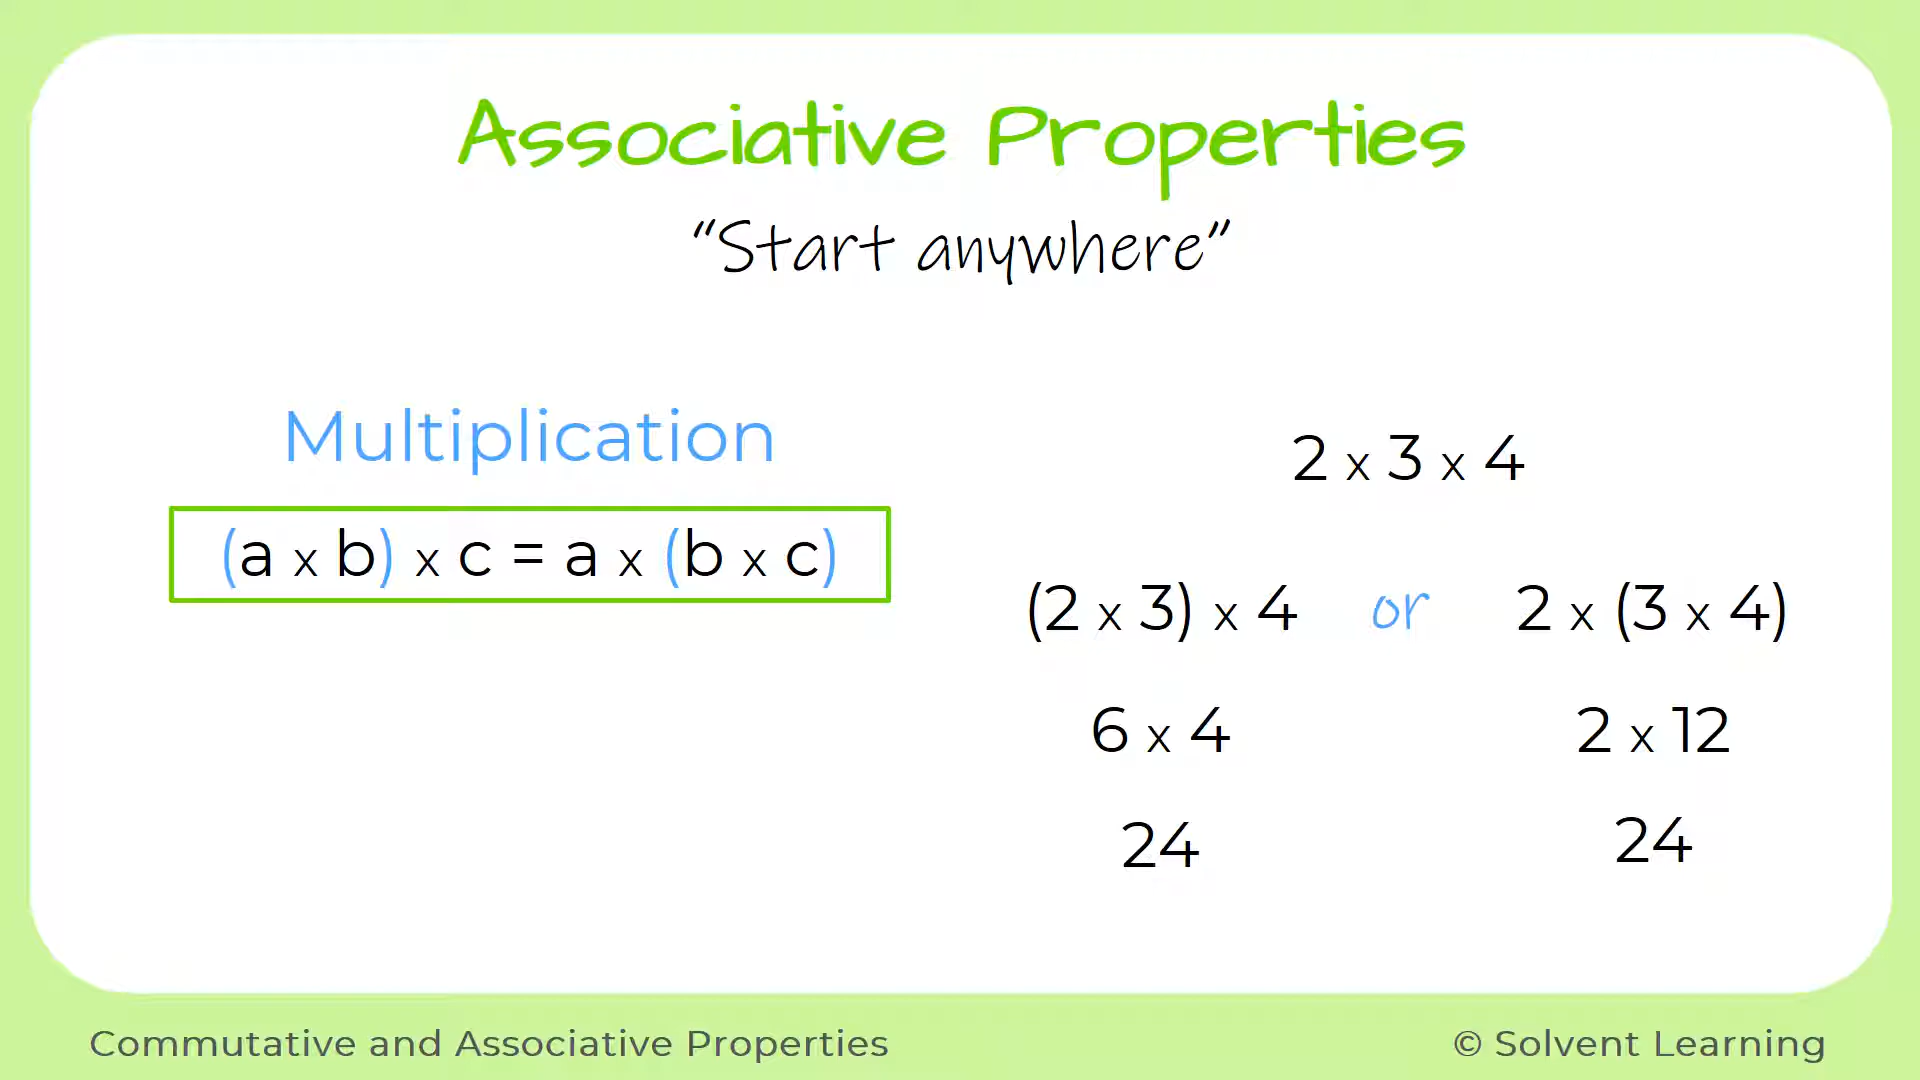 Associative Properties
“Start anywhere”
Multiplication
(a x b) x c = a x (b x c)
2 x 3 x 4
(2 x 3) x 4 or 2 x (3 x 4)
6 x 4 2 x 12
24 24
Commutative and Associative Properties © Solvent Learning